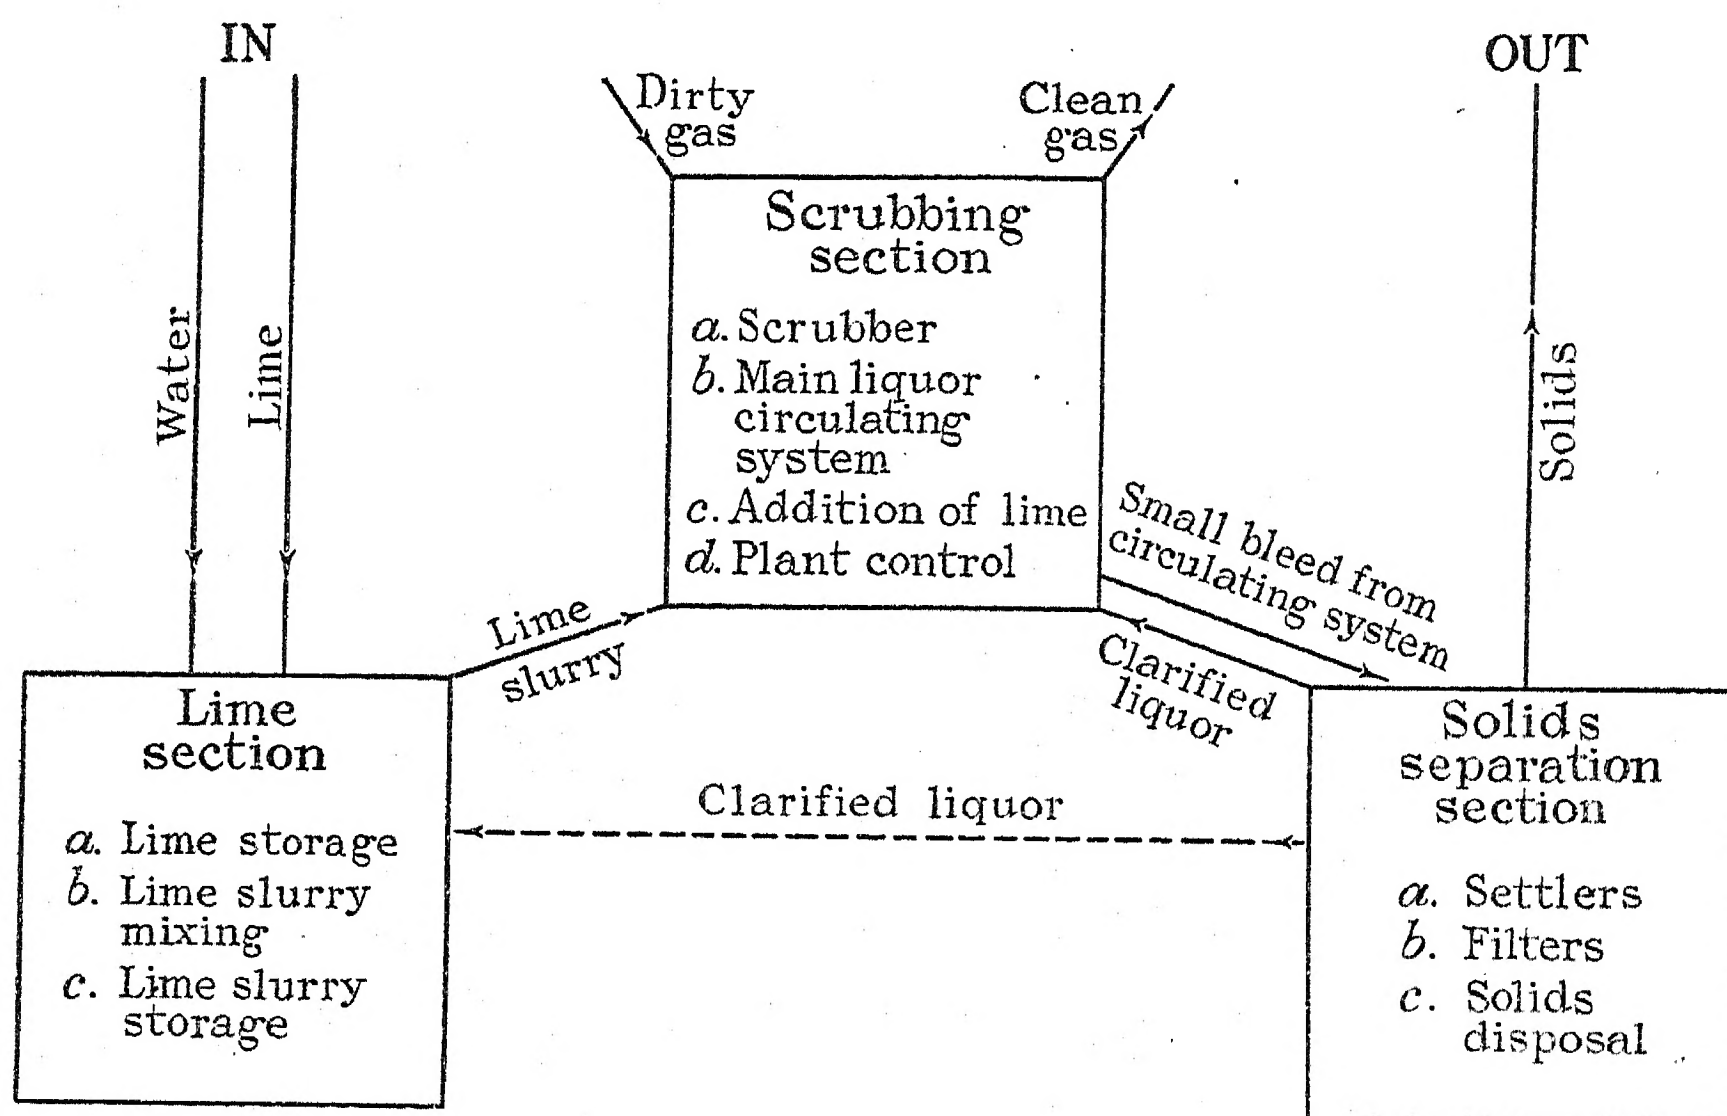 IN
OUT
Water
Lime
Dirty
gas
Clean
gas
Scrubbing
section
a. Scrubber
b. Main liquor
circulating
system
c. Addition of lime
d. Plant control
Solids
Lime
slurry
Small bleed from
circulating system
Clarified
liquor
Clarified liquor
Lime
section
a. Lime storage
b. Lime slurry
mixing
c. Lime slurry
storage
Solids
separation
section
a. Settlers
b. Filters
c. Solids
disposal